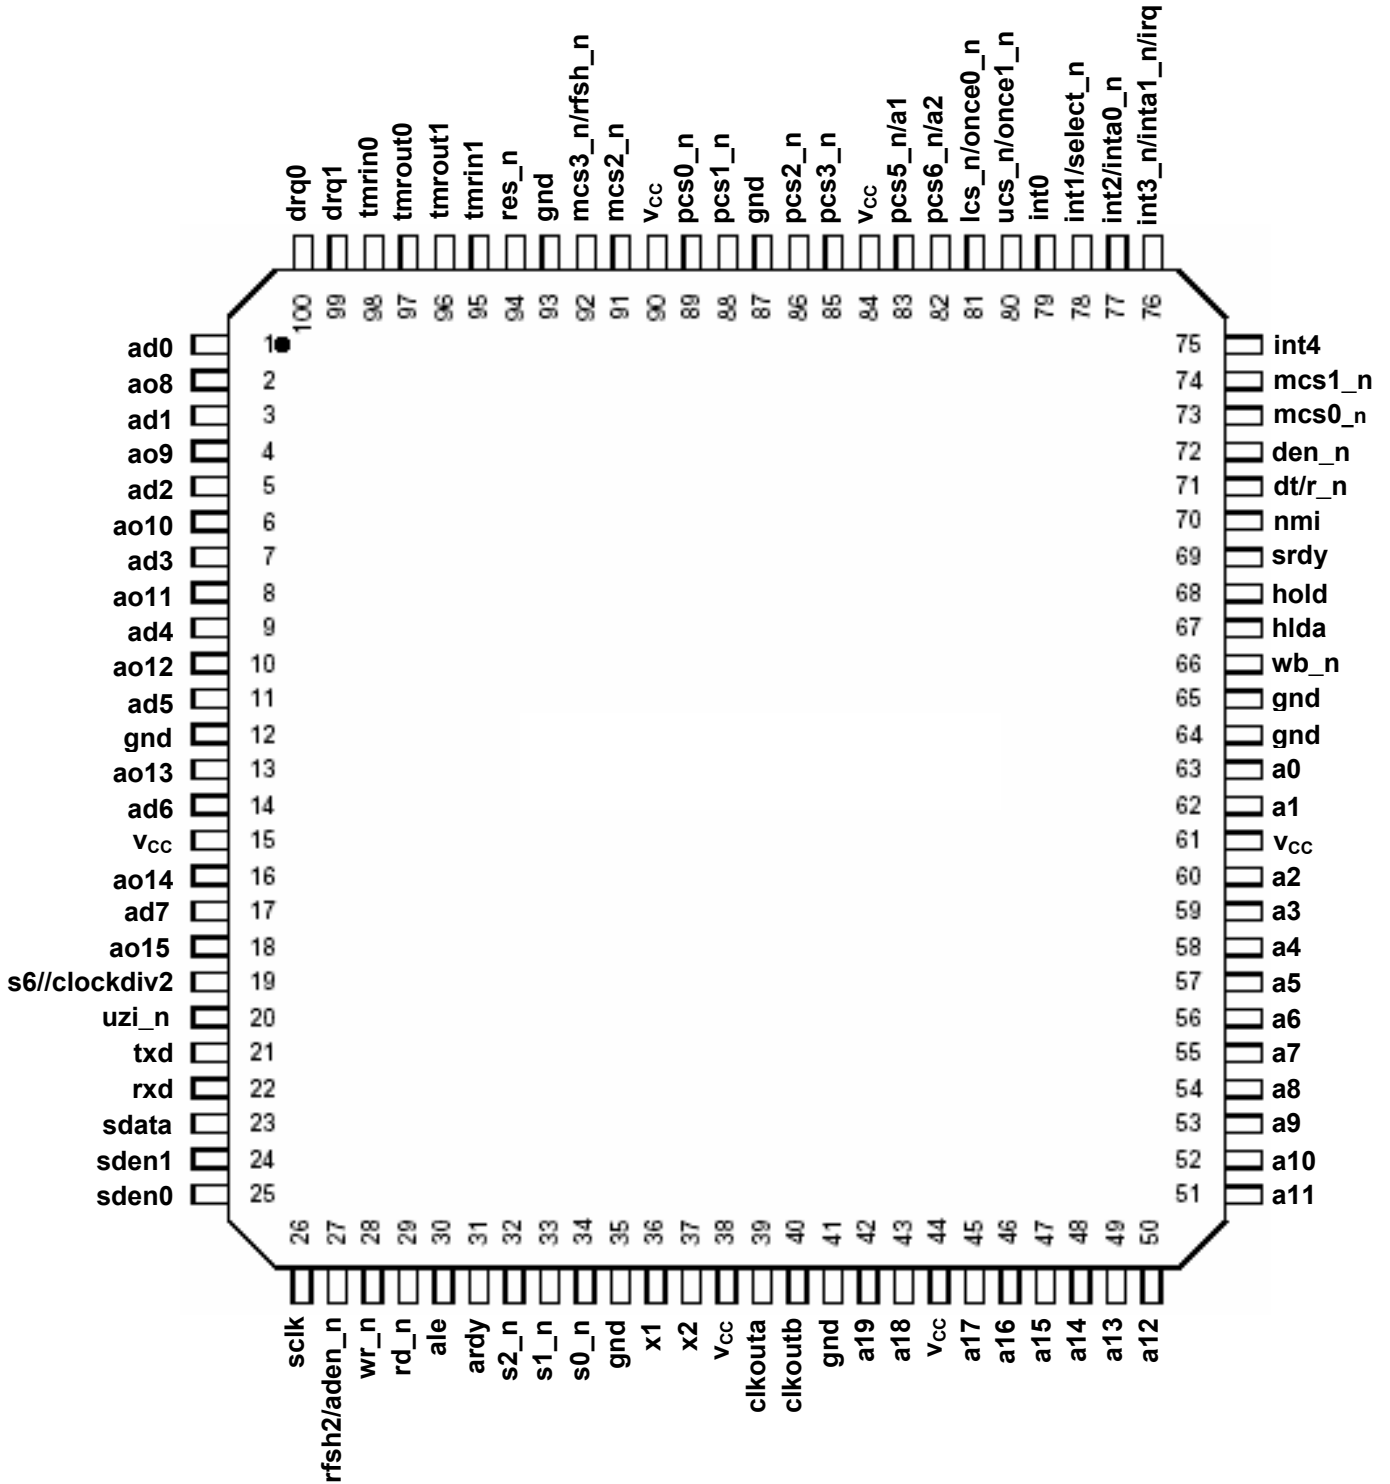 drq0
drq1
tmrin0
tmrout0
tmrout1
tmrin1
res_n
gnd
mcs3_n/rfsh_n
mcs2_n
vCC
pcs0_n
pcs1_n
gnd
pcs2_n
pcs3_n
vCC
pcs5_n/a1
pcs6_n/a2
lcs_n/once0_n
ucs_n/once1_n
int0
int1/select_n
int2/inta0_n
int3_n/inta1_n/irq
100
99
98
97
96
95
94
93
92
91
90
89
88
87
86
85
84
83
82
81
80
79
78
77
76
ad0 1 75 int4
ao8 2 74 mcs1_n
ad1 3 73 mcs0_n
ao9 4 72 den_n
ad2 5 71 dt/r_n
ao10 6 70 nmi
ad3 7 69 srdy
ao11 8 68 hold
ad4 9 67 hlda
ao12 10 66 wb_n
ad5 11 65 gnd
gnd 12 64 gnd
ao13 13 63 a0
ad6 14 62 a1
vCC 15 61 vCC
ao14 16 60 a2
ad7 17 59 a3
ao15 18 58 a4
s6//clockdiv2 19 57 a5
uzi_n 20 56 a6
txd 21 55 a7
rxd 22 54 a8
sdata 23 53 a9
sden1 24 52 a10
sden0 25 51 a11
26
27
28
29
30
31
32
33
34
35
36
37
38
39
40
41
42
43
44
45
46
47
48
49
50
sclk
rfsh2/aden_n
wr_n
rd_n
ale
ardy
s2_n
s1_n
s0_n
gnd
x1
x2
vCC
clkouta
clkoutb
gnd
a19
a18
vCC
a17
a16
a15
a14
a13
a12